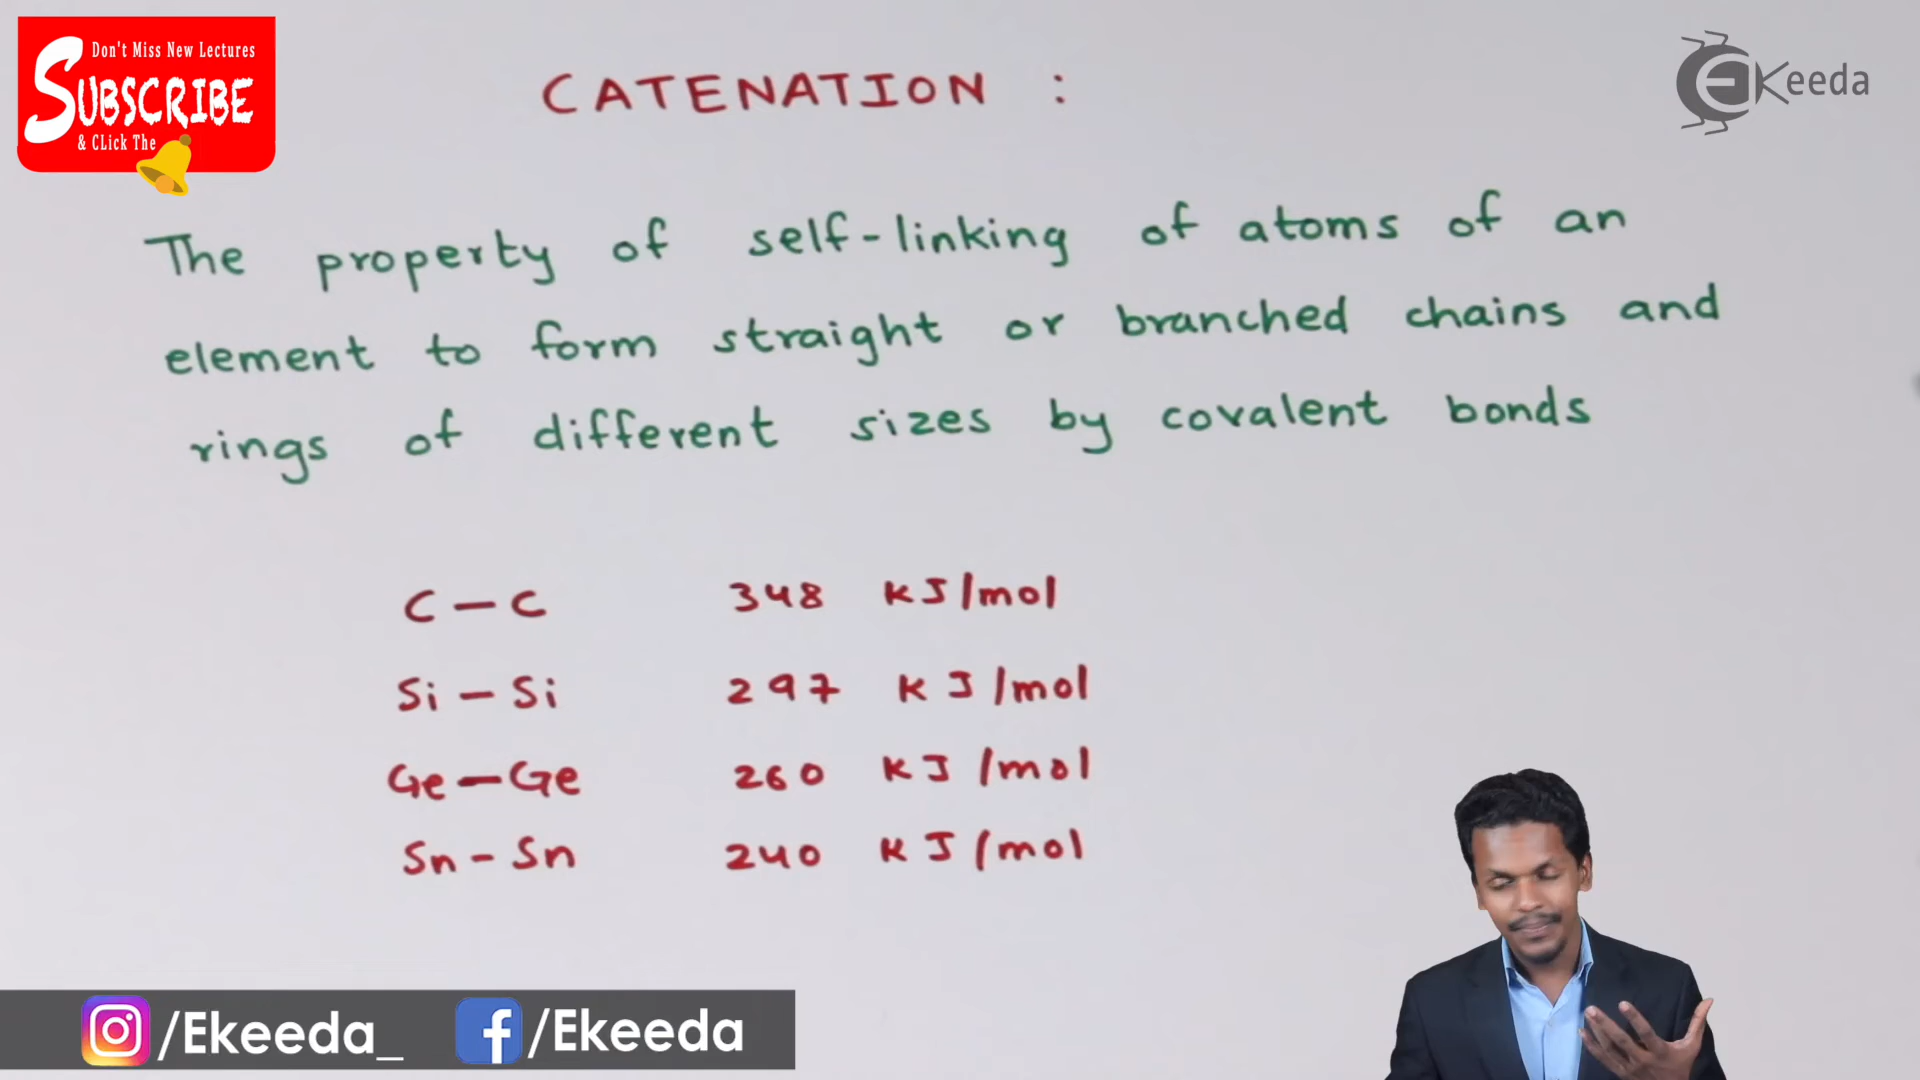 Don't Miss New Lectures
SUBSCRIBE
& CLick The
CATENATION :
EKeeda
The property of self-linking of atoms of an
element to form straight or branched chains and
rings of different sizes by covalent bonds
C – C 348 KJ/mol
Si – Si 297 KJ/mol
Ge – Ge 260 KJ/mol
Sn - Sn 240 KJ/mol
/Ekeeda_ /Ekeeda